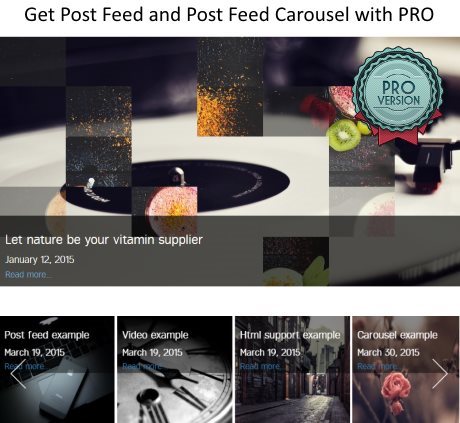 Get Post Feed and Post Feed Carousel with PRO
PRO
VERSION
Let nature be your vitamin supplier
January 12, 2015
Read more...
Post feed example
March 19, 2015
Read more...
Video example
March 19, 2015
Read more...
Html support example
March 19, 2015
Read more...
Carousel example
March 30, 2015
Read more...